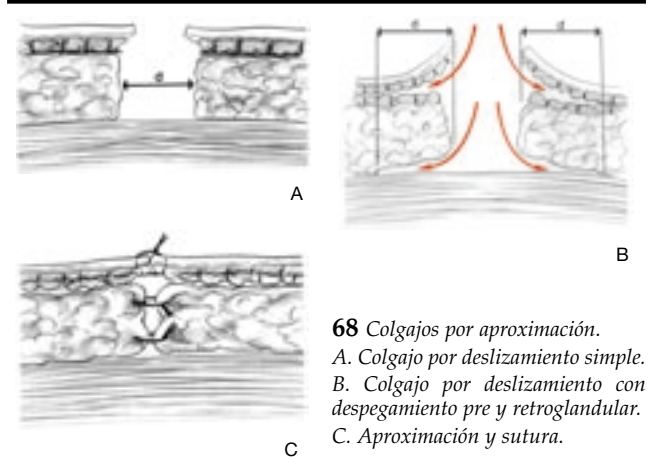 d
A
d
d
B
C
68 Colgajos por aproximación.
A. Colgajo por deslizamiento simple.
B. Colgajo por deslizamiento con
despegamiento pre y retroglandular.
C. Aproximación y sutura.